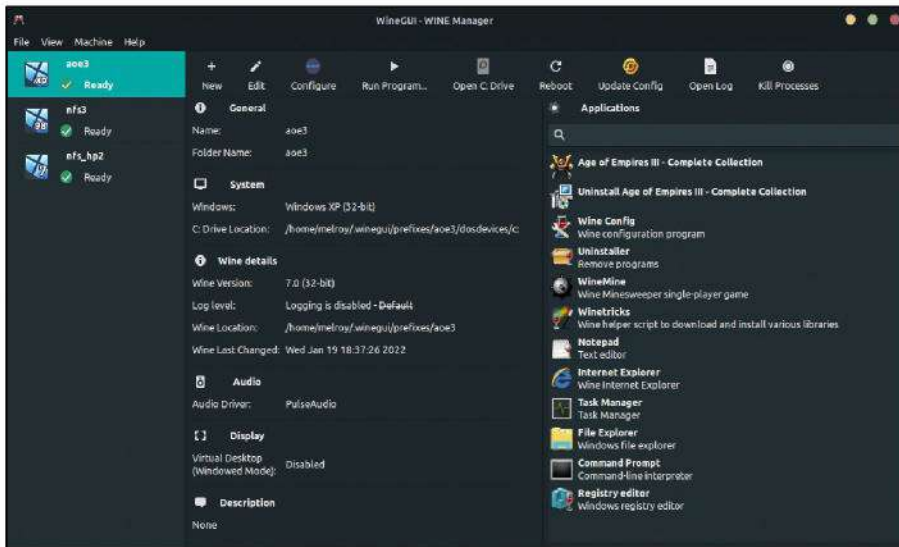 WineGUI - WINE Manager
File View Machine Help
aoe3
Ready
nfs3
Ready
nfs_hp2
Ready
New Edit Configure Run Program... Open C: Drive Reboot Update Config Open Log Kill Processes
General
Name: aoe3
Folder Name: aoe3
System
Windows: Windows XP (32-bit)
C: Drive Location: /home/melroy/.winegui/prefixes/aoe3/dosdevices/c:
Wine details
Wine Version: 7.0 (32-bit)
Log level: Logging is disabled - Default
Wine Location: /home/melroy/.winegui/prefixes/aoe3
Wine Last Changed: Wed Jan 19 18:37:26 2022
Audio
Audio Driver: PulseAudio
Display
Virtual Desktop
(Windowed Mode): Disabled
Description
None
Applications
Age of Empires III - Complete Collection
Uninstall Age of Empires III - Complete Collection
Wine Config
Wine configuration program
Uninstaller
Remove programs
WineMine
Wine Minesweeper single-player game
Winetricks
Wine helper script to download and install various libraries
Notepad
Text editor
Internet Explorer
Wine Internet Explorer
Task Manager
Task Manager
File Explorer
Windows file explorer
Command Prompt
Command-line interpreter
Registry editor
Windows registry editor